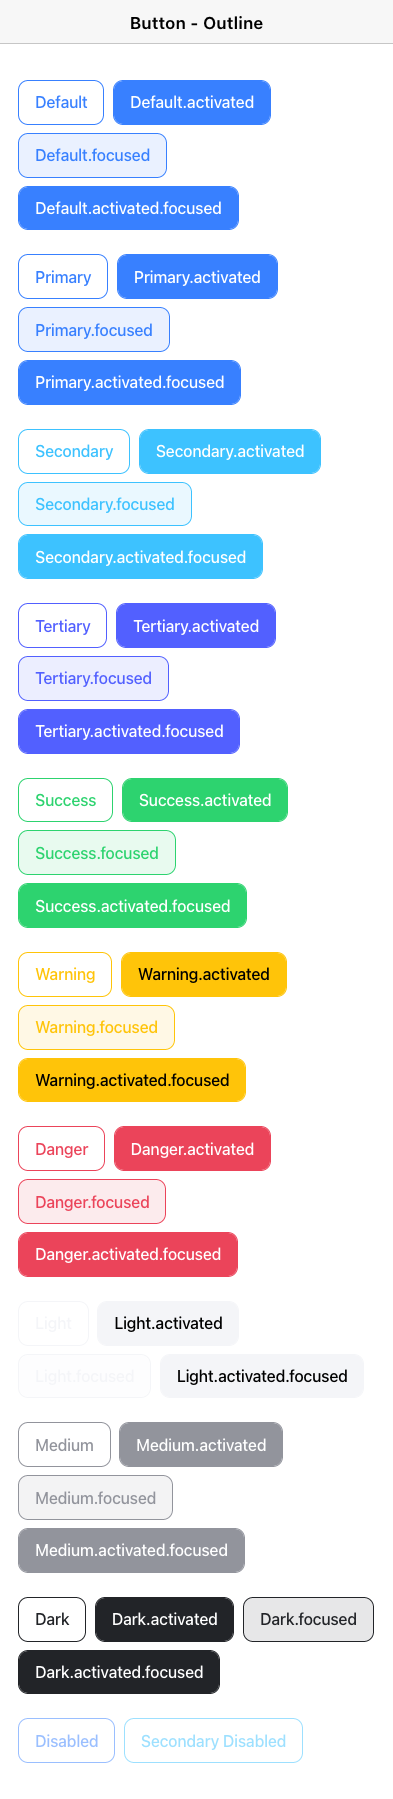 Button - Outline
Default Default.activated
Default.focused
Default.activated.focused
Primary Primary.activated
Primary.focused
Primary.activated.focused
Secondary Secondary.activated
Secondary.focused
Secondary.activated.focused
Tertiary Tertiary.activated
Tertiary.focused
Tertiary.activated.focused
Success Success.activated
Success.focused
Success.activated.focused
Warning Warning.activated
Warning.focused
Warning.activated.focused
Danger Danger.activated
Danger.focused
Danger.activated.focused
Light Light.activated
Light.focused Light.activated.focused
Medium Medium.activated
Medium.focused
Medium.activated.focused
Dark Dark.activated Dark.focused
Dark.activated.focused
Disabled Secondary Disabled